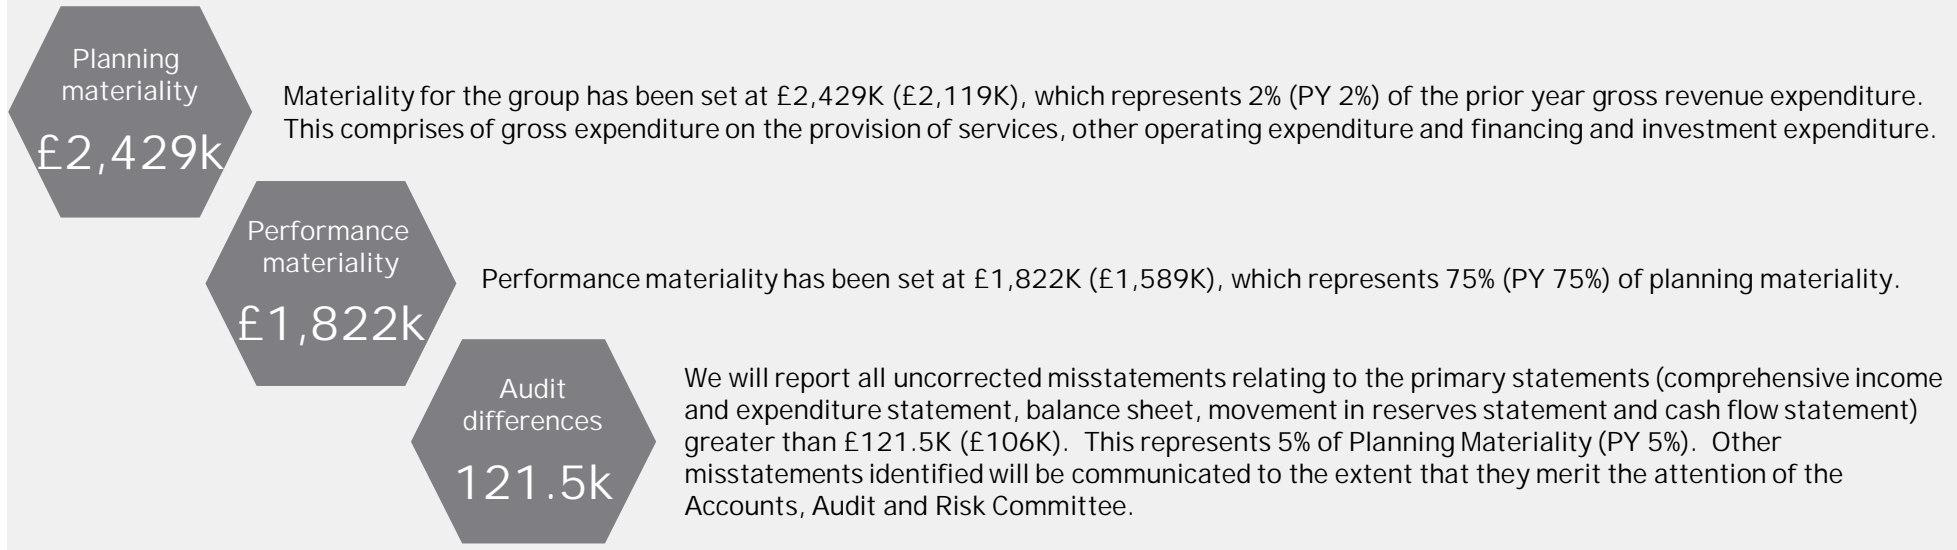 Planning
materiality
£2,429k
Materiality for the group has been set at £2,429K (£2,119K), which represents 2% (PY 2%) of the prior year gross revenue expenditure.
This comprises of gross expenditure on the provision of services, other operating expenditure and financing and investment expenditure.
Performance
materiality
£1,822k
Performance materiality has been set at £1,822K (£1,589K), which represents 75% (PY 75%) of planning materiality.
Audit
differences
121.5k
We will report all uncorrected misstatements relating to the primary statements (comprehensive income
and expenditure statement, balance sheet, movement in reserves statement and cash flow statement)
greater than £121.5K (£106K). This represents 5% of Planning Materiality (PY 5%). Other
misstatements identified will be communicated to the extent that they merit the attention of the
Accounts, Audit and Risk Committee.